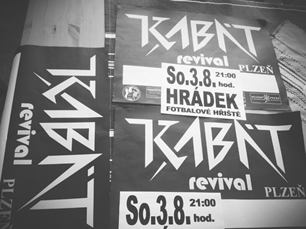 KABÁT
revival
PLZEŇ
KABÁT
revival PLZEŇ
So.3.8. 21:00 hod.
HRÁDEK
FOTBALOVÉ HŘIŠTĚ
KABÁT
revival PLZEŇ
So.3.8. 21:00 hod.